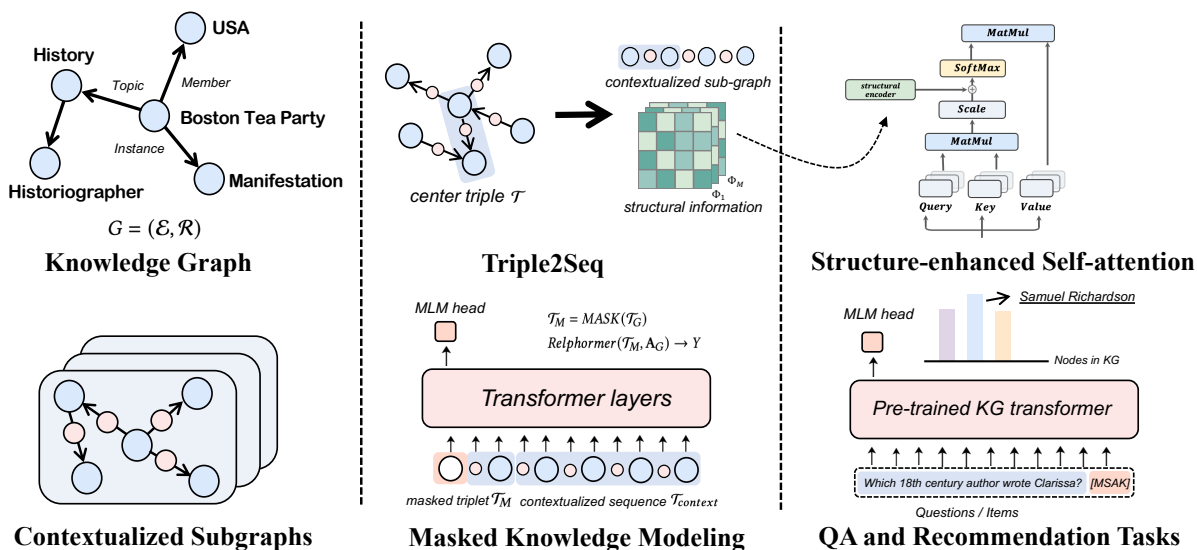 USA
History
Topic
Member
Boston Tea Party
Instance
Historiographer
Manifestation
G = (ℰ, ℛ)
Knowledge Graph
contextualized sub-graph
center triple 𝒯
Φ_M
Φ_1
structural information
Triple2Seq
MatMul
SoftMax
structural
encoder
Scale
MatMul
Query Key Value
Structure-enhanced Self-attention
Contextualized Subgraphs
MLM head
𝒯_M = MASK(𝒯_G)
Relphormer(𝒯_M, A_G) → Y
Transformer layers
masked triplet 𝒯_M contextualized sequence 𝒯_context
Masked Knowledge Modeling
Samuel Richardson
MLM head
Nodes in KG
Pre-trained KG transformer
Which 18th century author wrote Clarissa? [MSAK]
Questions / Items
QA and Recommendation Tasks